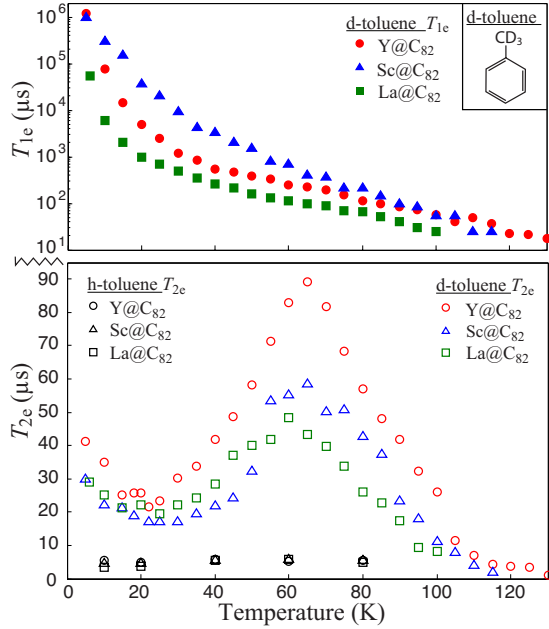 d-toluene T1e
Y@C82
Sc@C82
La@C82
d-toluene
CD3
T1e (µs)
10^6
10^5
10^4
10^3
10^2
10^1
h-toluene T2e
Y@C82
Sc@C82
La@C82
d-toluene T2e
Y@C82
Sc@C82
La@C82
T2e (µs)
90
80
70
60
50
40
30
20
10
0
0 20 40 60 80 100 120
Temperature (K)